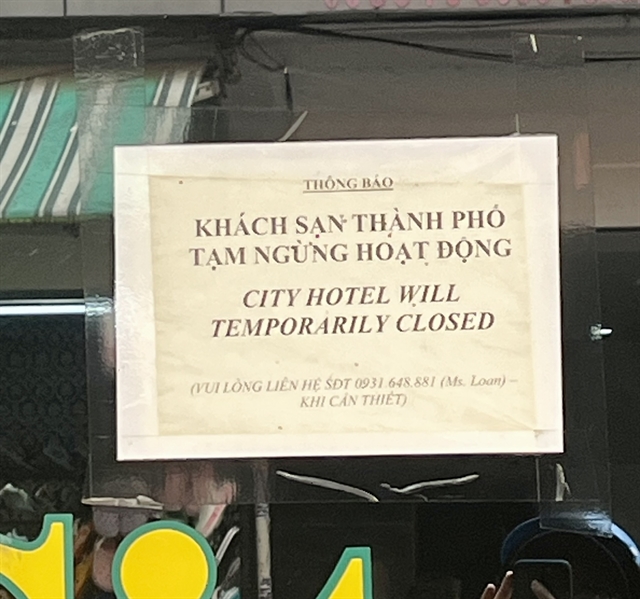 THÔNG BÁO
KHÁCH SẠN THÀNH PHỐ
TẠM NGỪNG HOẠT ĐỘNG
CITY HOTEL WILL
TEMPORARILY CLOSED
(VUI LÒNG LIÊN HỆ SĐT 0931.648.881 (Ms. Loan) –
KHI CẦN THIẾT)